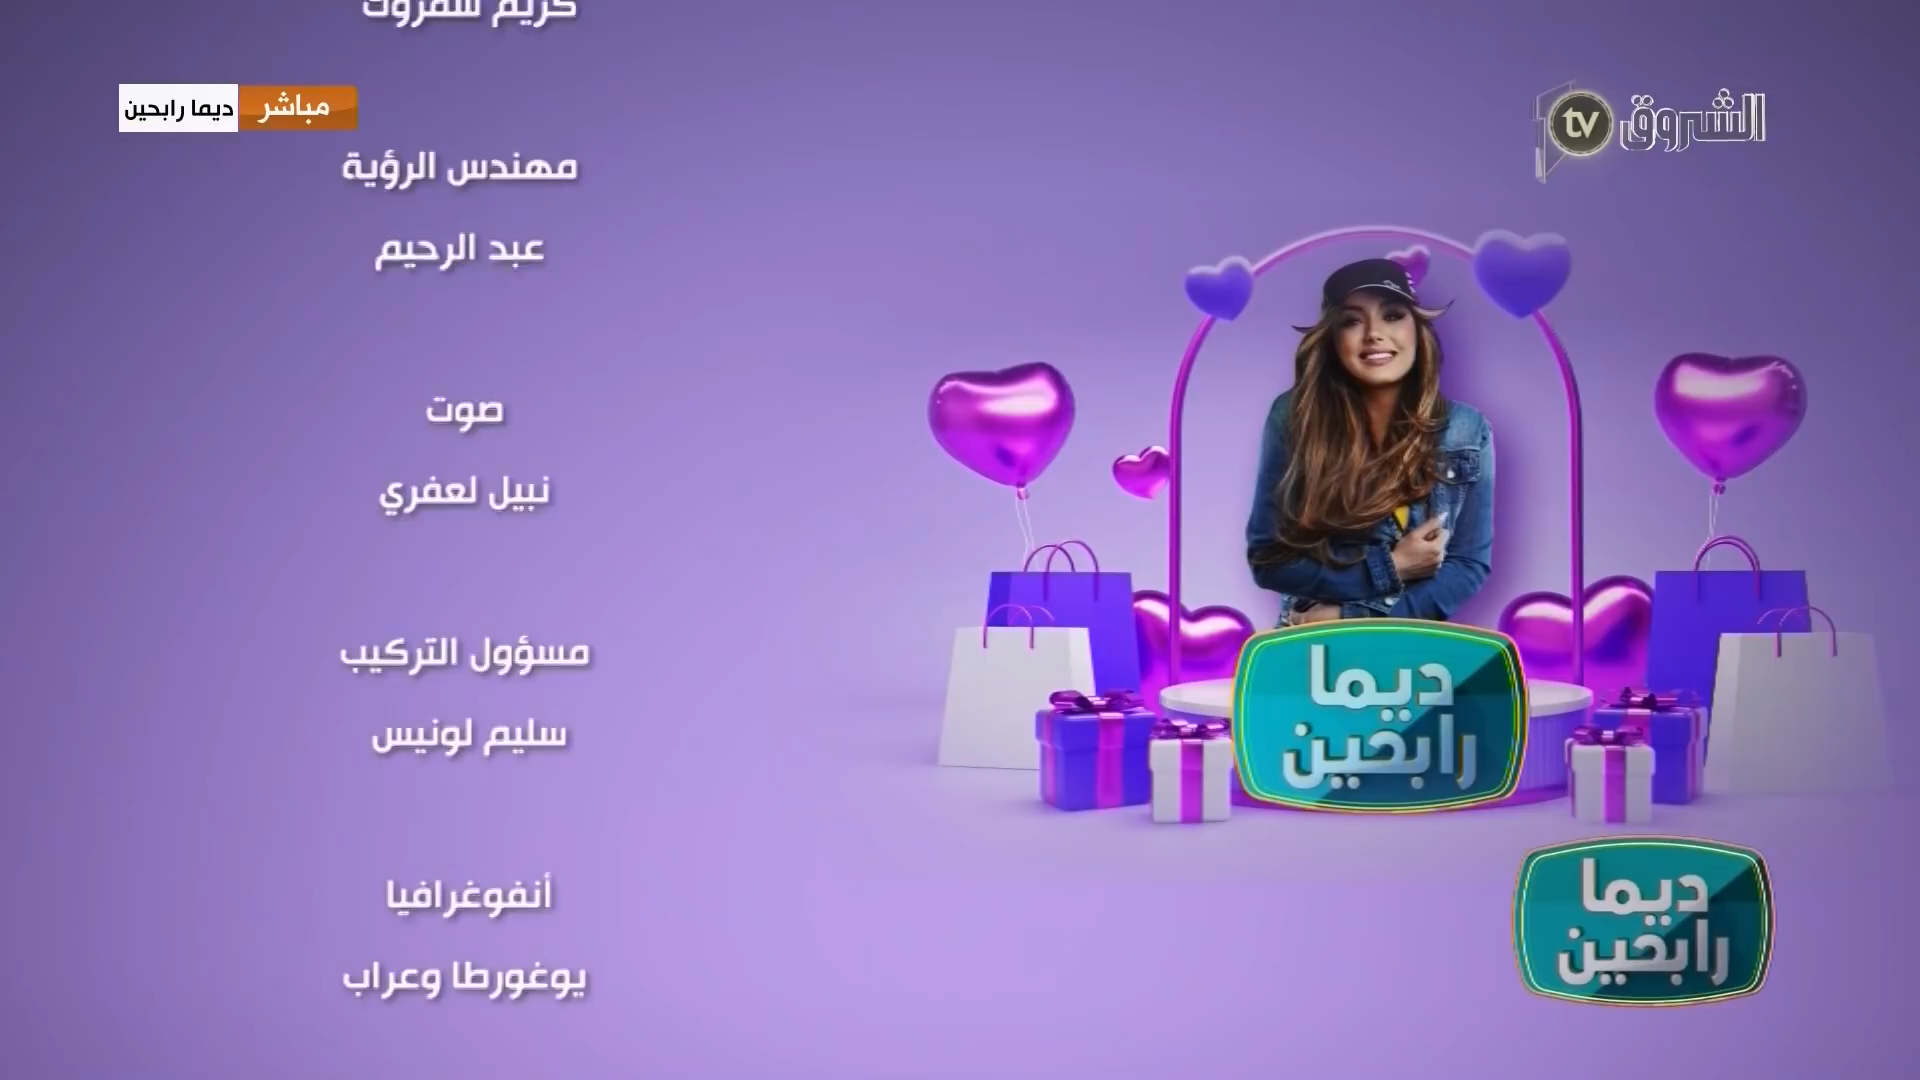 ديما رابحين
مباشر
الشروق tv
مهندس الرؤية
عبد الرحيم
صوت
نبيل لعفري
مسؤول التركيب
سليم لونيس
أنفوغرافيا
يوغورطا وعراب
ديما
رابحين
ديما
رابحين